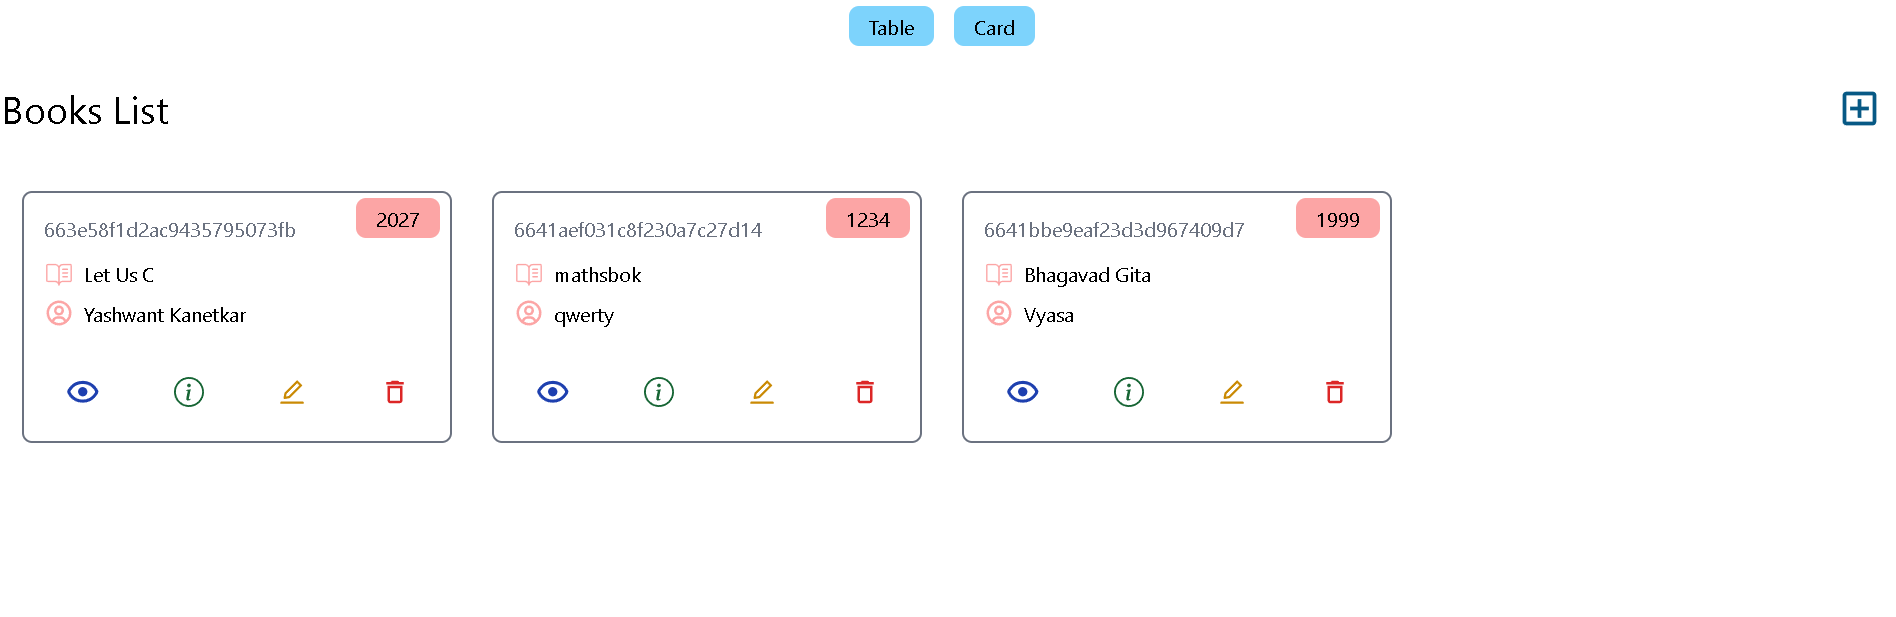 Table
Card
Books List
663e58f1d2ac9435795073fb
2027
Let Us C
Yashwant Kanetkar
6641aef031c8f230a7c27d14
1234
mathsbok
qwerty
6641bbe9eaf23d3d967409d7
1999
Bhagavad Gita
Vyasa